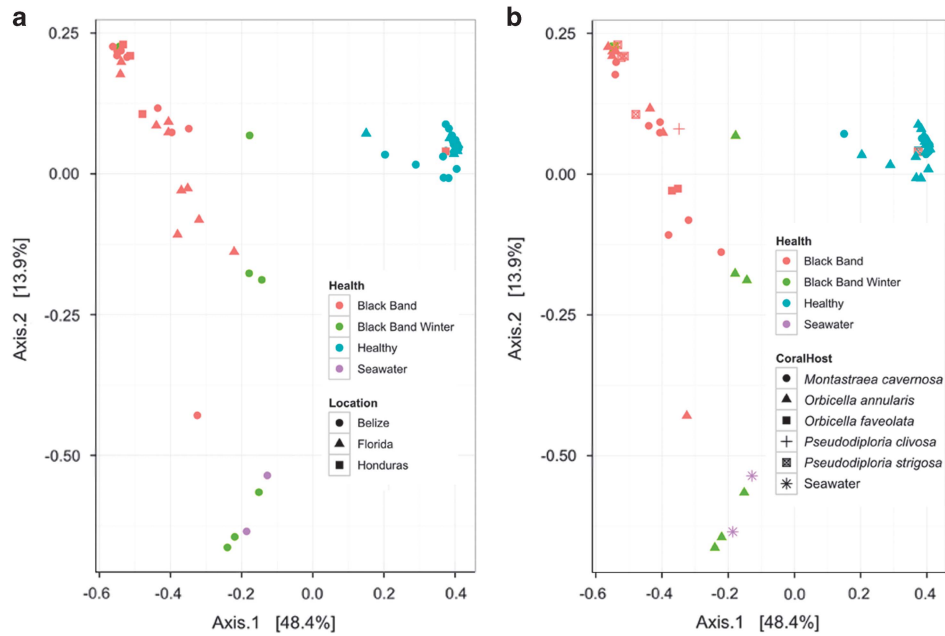 a
0.25
0.00
-0.25
-0.50
Axis.2 [13.9%]
Health
Black Band
Black Band Winter
Healthy
Seawater
Location
Belize
Florida
Honduras
-0.6
-0.4
-0.2
0.0
0.2
0.4
Axis.1 [48.4%]
b
0.25
0.00
-0.25
-0.50
Axis.2 [13.9%]
Health
Black Band
Black Band Winter
Healthy
Seawater
CoralHost
Montastraea cavernosa
Orbicella annularis
Orbicella faveolata
Pseudodiploria clivosa
Pseudodiploria strigosa
Seawater
-0.6
-0.4
-0.2
0.0
0.2
0.4
Axis.1 [48.4%]